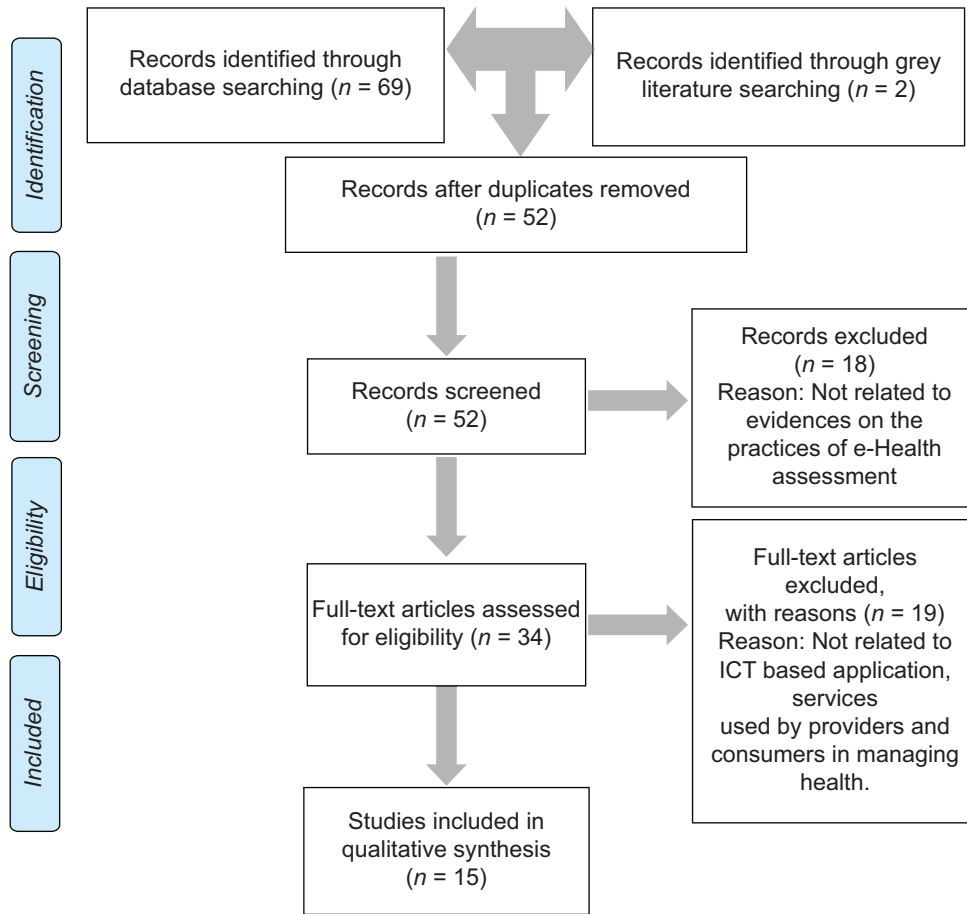 Identification
Records identified through
database searching (n = 69)
Records identified through grey
literature searching (n = 2)
Records after duplicates removed
(n = 52)
Screening
Records screened
(n = 52)
Records excluded
(n = 18)
Reason: Not related to
evidences on the
practices of e-Health
assessment
Eligibility
Full-text articles assessed
for eligibility (n = 34)
Full-text articles
excluded,
with reasons (n = 19)
Reason: Not related to
ICT based application,
services
used by providers and
consumers in managing
health.
Included
Studies included in
qualitative synthesis
(n = 15)